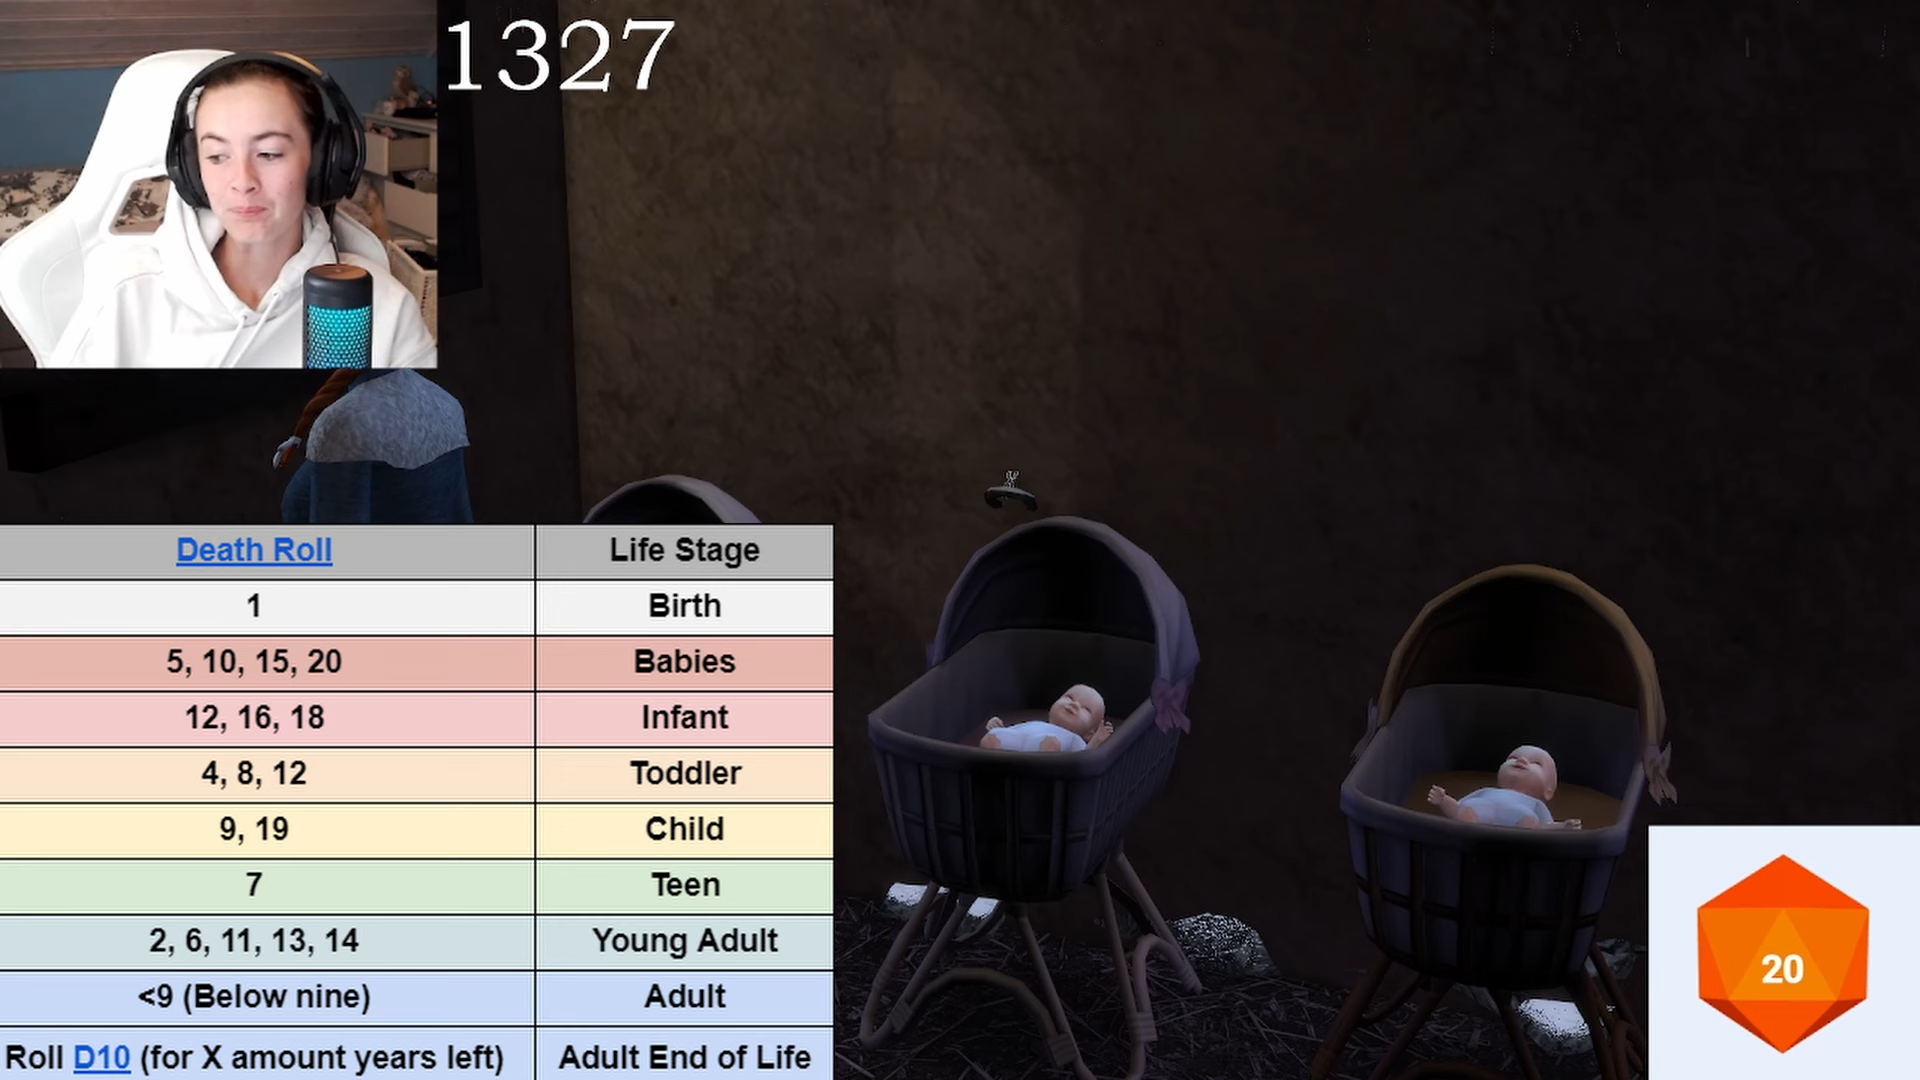 1327
Death Roll Life Stage
1 Birth
5, 10, 15, 20 Babies
12, 16, 18 Infant
4, 8, 12 Toddler
9, 19 Child
7 Teen
2, 6, 11, 13, 14 Young Adult
<9 (Below nine) Adult
Roll D10 (for X amount years left) Adult End of Life
20